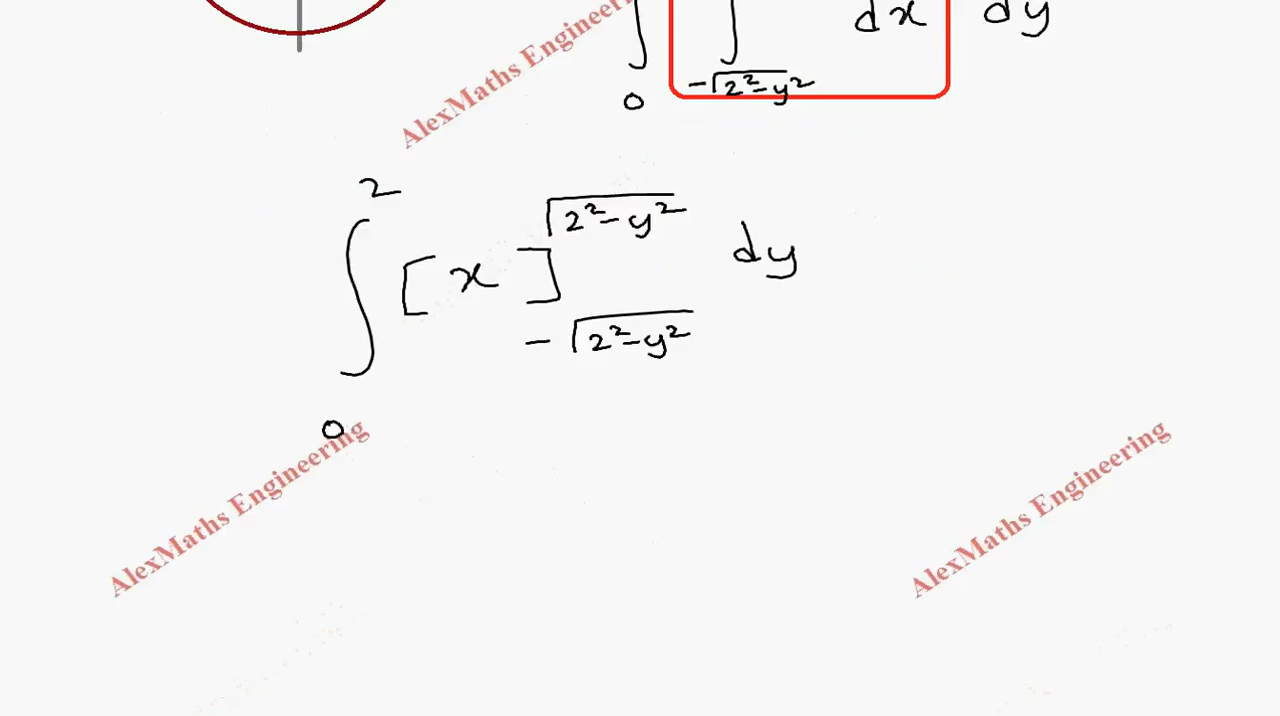 ∫ ∫ dx dy
-√2²-y²
0
AlexMaths Engineering
2
√2²-y²
∫ [x] dy
-√2²-y²
0
AlexMaths Engineering
AlexMaths Engineering